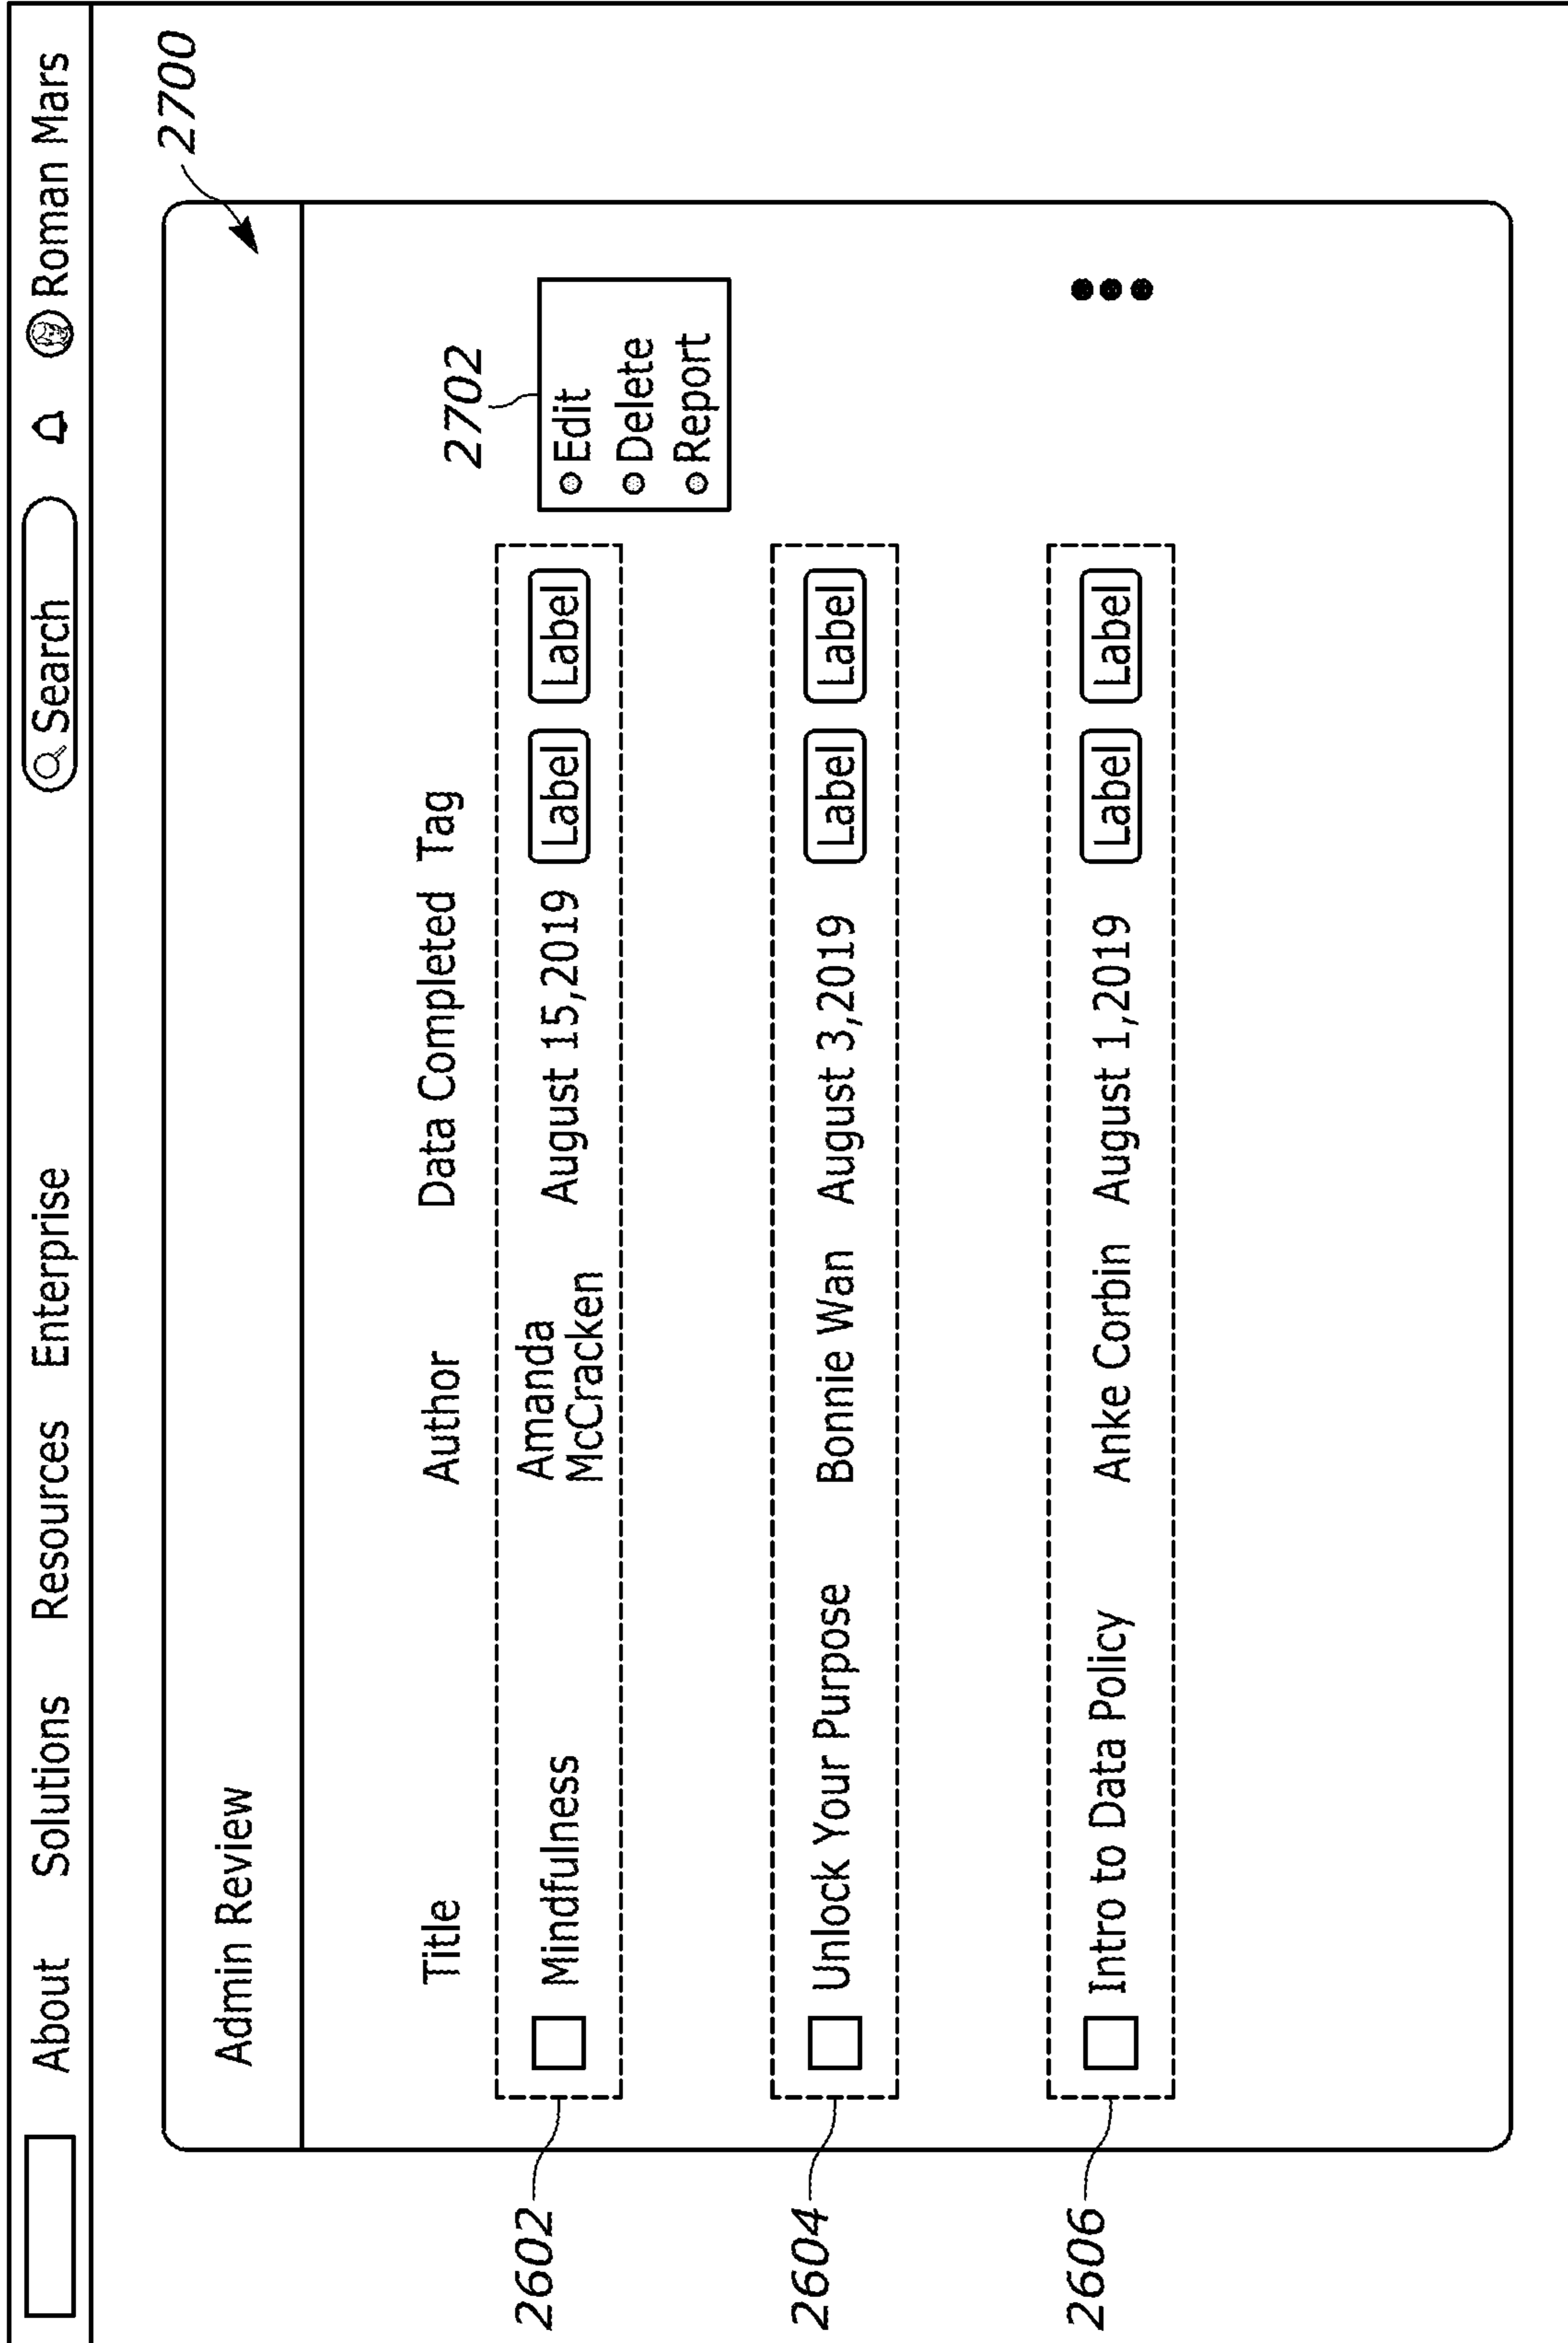 About Solutions Resources Enterprise Search Roman Mars
2700
Admin Review
2702
Title Author Data Completed Tag
2602 Mindfulness Amanda McCracken August 15,2019 Label Label
Edit
Delete
Report
2604 Unlock Your Purpose Bonnie Wan August 3,2019 Label Label
2606 Intro to Data Policy Anke Corbin August 1,2019 Label Label